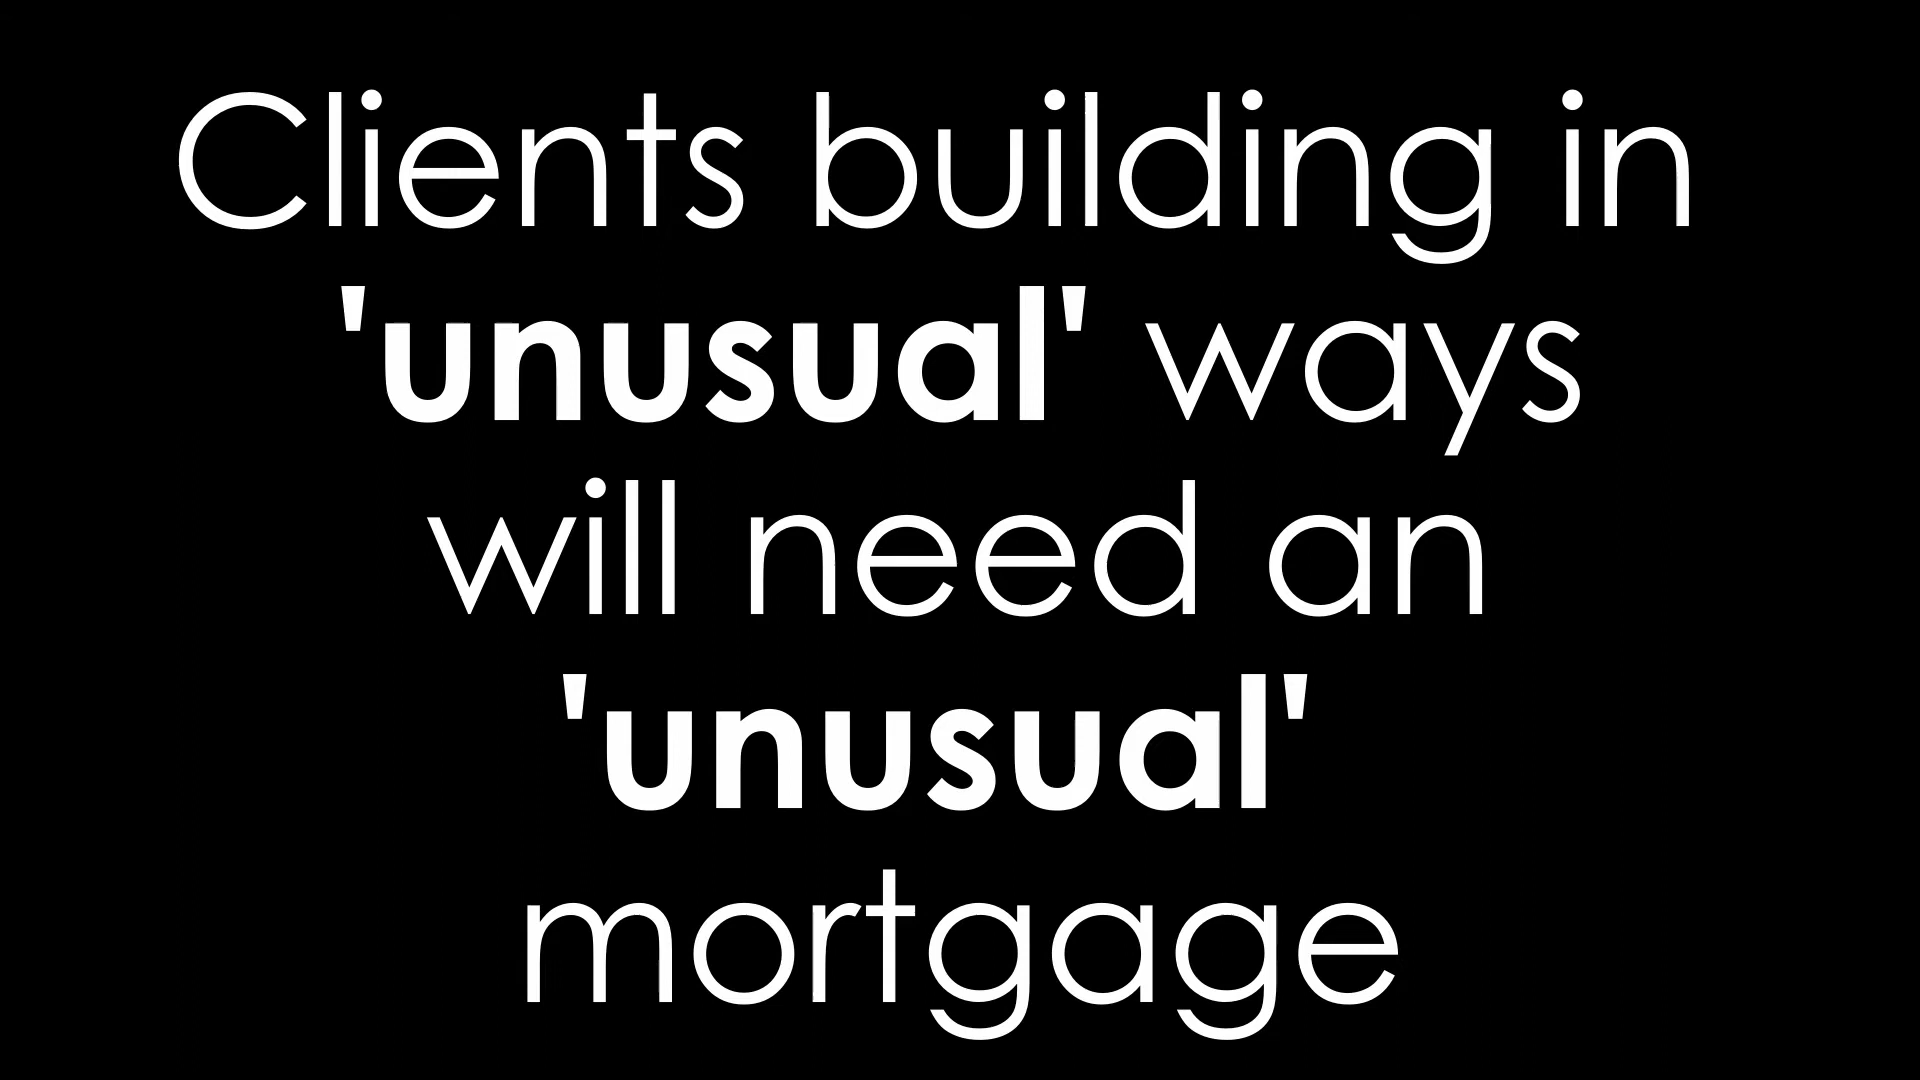 Clients building in
'unusual' ways
will need an
'unusual'
mortgage